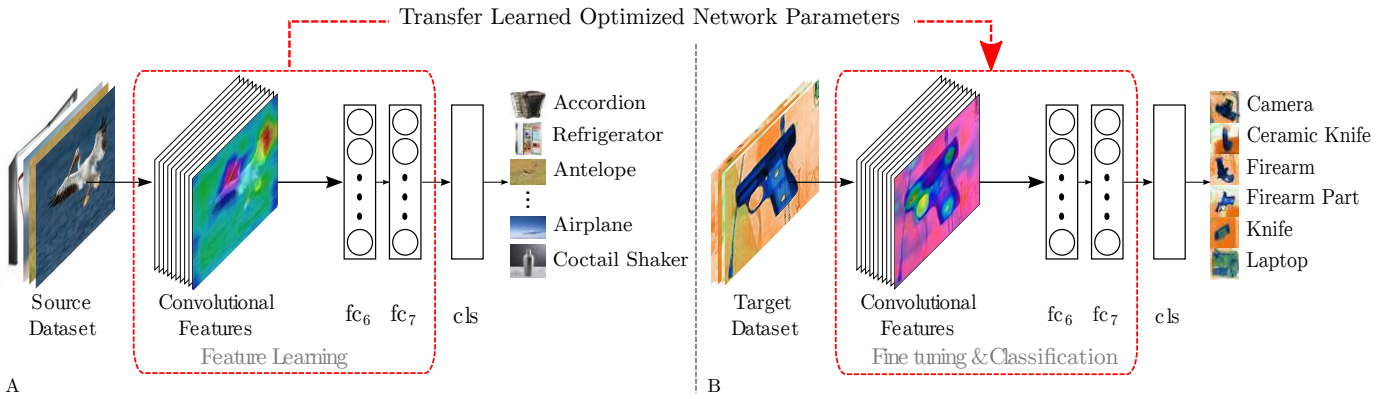 Transfer Learned Optimized Network Parameters
Accordion
Refrigerator
Antelope
Airplane
Coctail Shaker
Source
Dataset
Convolutional
Features
fc6
fc7
cls
Feature Learning
A
Camera
Ceramic Knife
Firearm
Firearm Part
Knife
Laptop
Target
Dataset
Convolutional
Features
fc6
fc7
cls
Fine tuning & Classification
B